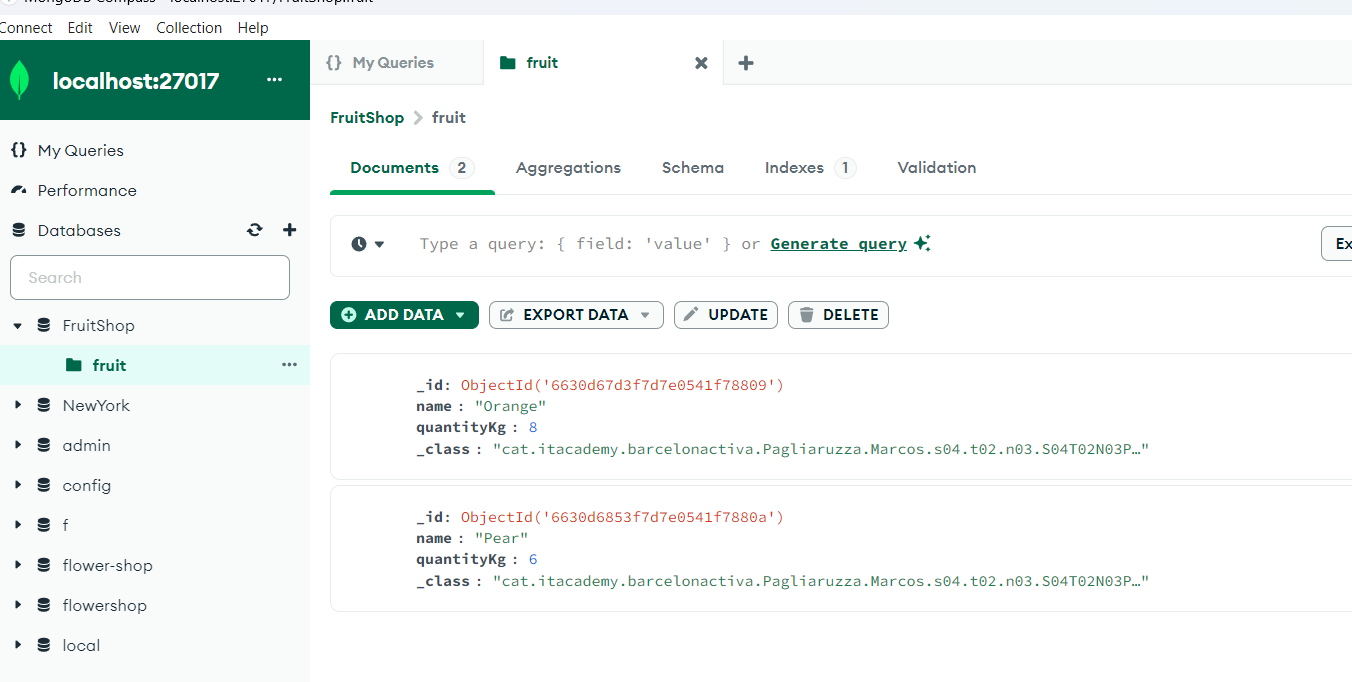 MongoDB Compass - localhost:27017/FruitShop.fruit
Connect Edit View Collection Help
localhost:27017 ...
{} My Queries
fruit
My Queries
Performance
Databases
Search
FruitShop
fruit
NewYork
admin
config
f
flower-shop
flowershop
local
FruitShop > fruit
Documents 2 Aggregations Schema Indexes 1 Validation
Type a query: { field: 'value' } or Generate query
Ex
ADD DATA EXPORT DATA UPDATE DELETE
_id: ObjectId('6630d67d3f7d7e0541f78809')
name : "Orange"
quantityKg : 8
_class : "cat.itacademy.barcelonactiva.Pagliaruzza.Marcos.s04.t02.n03.S04T02N03P…"
_id: ObjectId('6630d6853f7d7e0541f7880a')
name : "Pear"
quantityKg : 6
_class : "cat.itacademy.barcelonactiva.Pagliaruzza.Marcos.s04.t02.n03.S04T02N03P…"